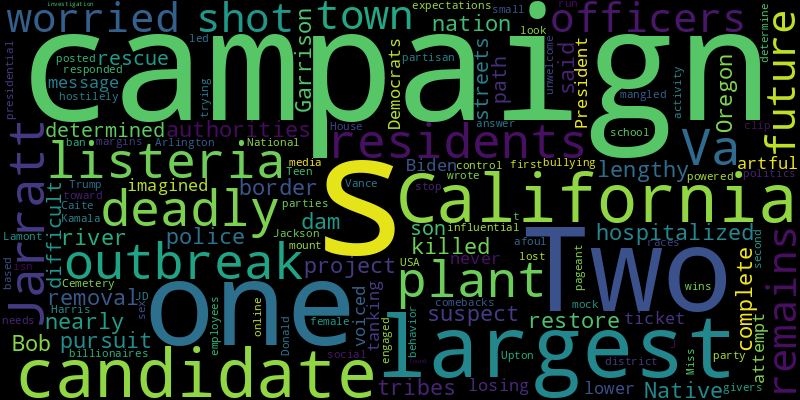 investigation
worried
shot
town
expectations
small
run
officers
nation
look
led
partisan
unwelcome
determine
presidential
posted
rescue
responded
message
hostilely
trying
campaign
Garrison
Democrats
streets
path
said
President
mangled
activity
Oregon
future
determined
authorities
ban
margins
Arlington
National
House
answer
residents
school
clip
Va
politics
Jarratt
listeria
media
Teen
Biden
control
first
bullying
lengthy
artful
Trump
toward
imagined
border
Vance
wrote
stop
powered
difficult
Caite
Kamala
deadly
parties
S
California
Lamont
river
police
Jackson
dam
son
influential
t
hospitalized
mount
killed
never
afoul
races
second
based
isn
outbreak
project
USA
lost
pageant
Two
complete
remains
Cemetery
removal
JD
sex
one
voiced
tanking
plant
wins
Harris
comebacks
mock
needs
nearly
suspect
restore
ticket
attempt
Bob
pursuit
employees
online
Donald
female
engaged
behavior
largest
J
Miss
party
billionaires
social
Upton
district
candidate
tribes
losing
lower
Native
givers